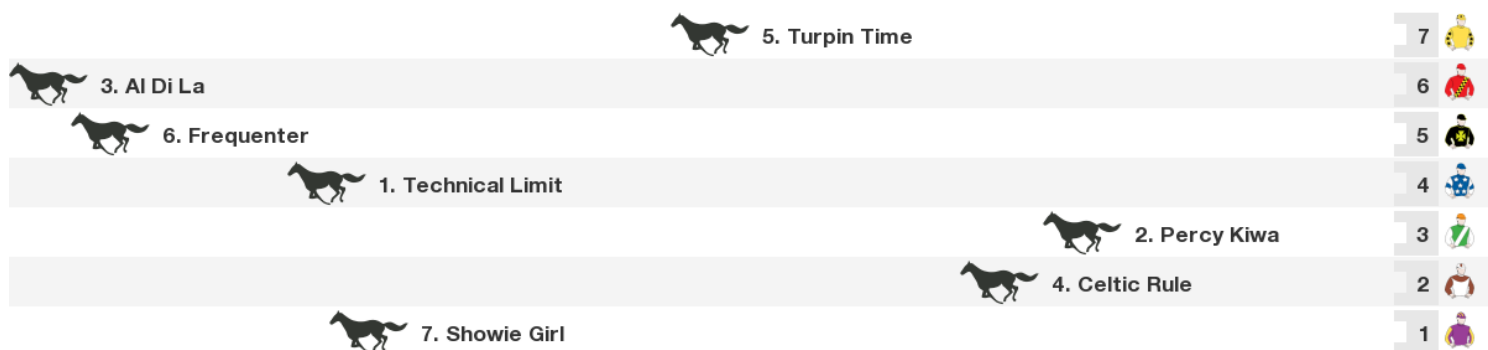 5. Turpin Time 7
3. Al Di La 6
6. Frequenter 5
1. Technical Limit 4
2. Percy Kiwa 3
4. Celtic Rule 2
7. Showie Girl 1